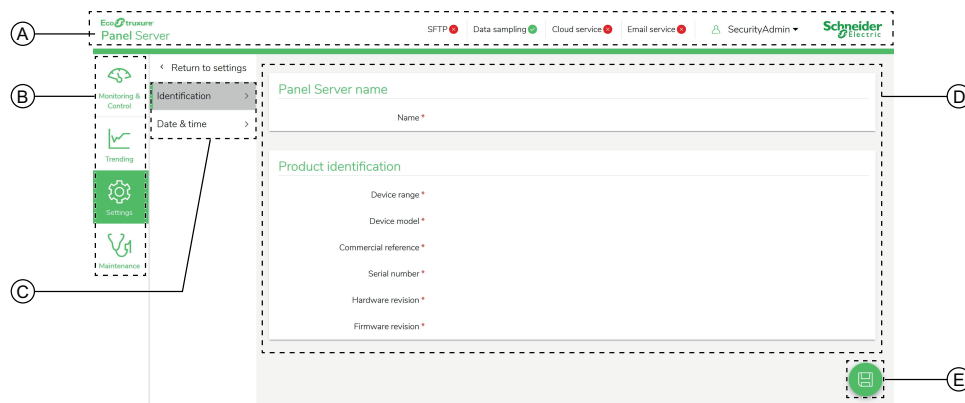 A
EcoStruxure
Panel Server
SFTP
Data sampling
Cloud service
Email service
SecurityAdmin
Schneider
Electric
B
Monitoring &
Control
Trending
Settings
Maintenance
Return to settings
Identification
Date & time
C
Panel Server name
Name *
Product identification
Device range *
Device model *
Commercial reference *
Serial number *
Hardware revision *
Firmware revision *
D
E